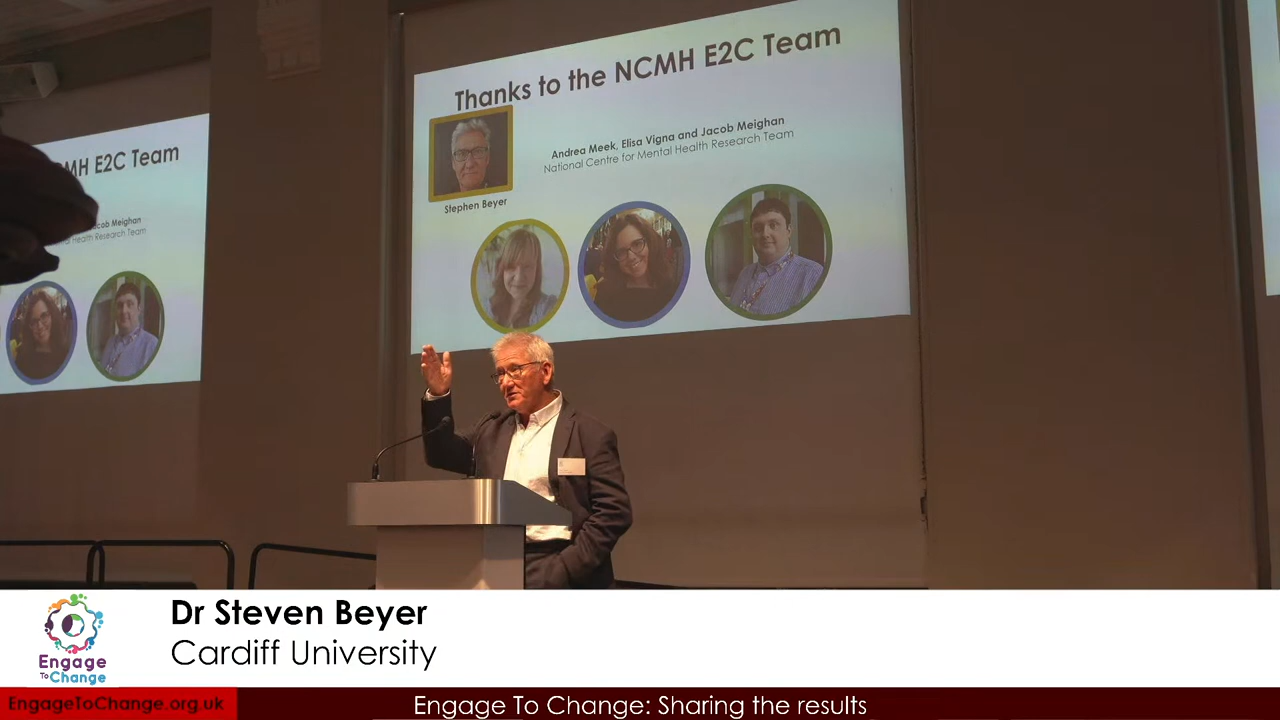 Thanks to the NCMH E2C Team
Andrea Meek, Elisa Vigna and Jacob Meighan
National Centre for Mental Health Research Team
Stephen Beyer
MH E2C Team
acob Meighan
Health Research Team
Dr Steven Beyer
Cardiff University
Engage
To Change
EngageToChange.org.uk
Engage To Change: Sharing the results